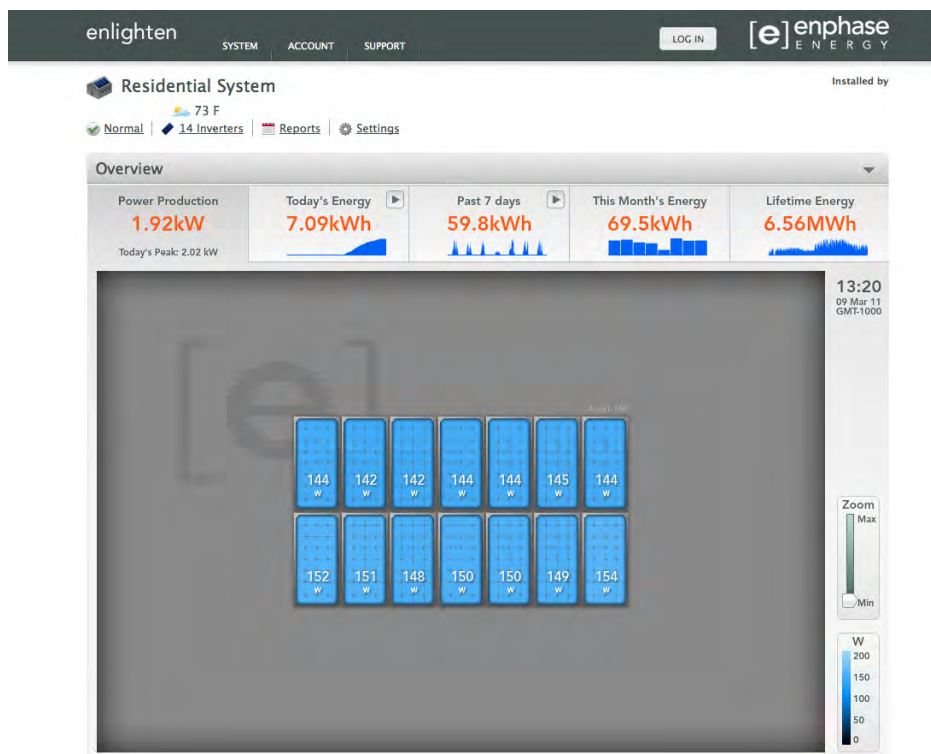 enlighten
SYSTEM ACCOUNT SUPPORT
LOG IN
[e] enphase
ENERGY
Residential System
Installed by
73 F
Normal 14 Inverters Reports Settings
Overview
Power Production Today's Energy Past 7 days This Month's Energy Lifetime Energy
1.92kW 7.09kWh 59.8kWh 69.5kWh 6.56MWh
Today's Peak: 2.02 kW
13:20
09 Mar 11
GMT-1000
[e]
144 142 142 144 144 145 144
W W W W W W W
152 151 148 150 150 149 154
W W W W W W W
Zoom
Max
Min
W
200
150
100
50
0